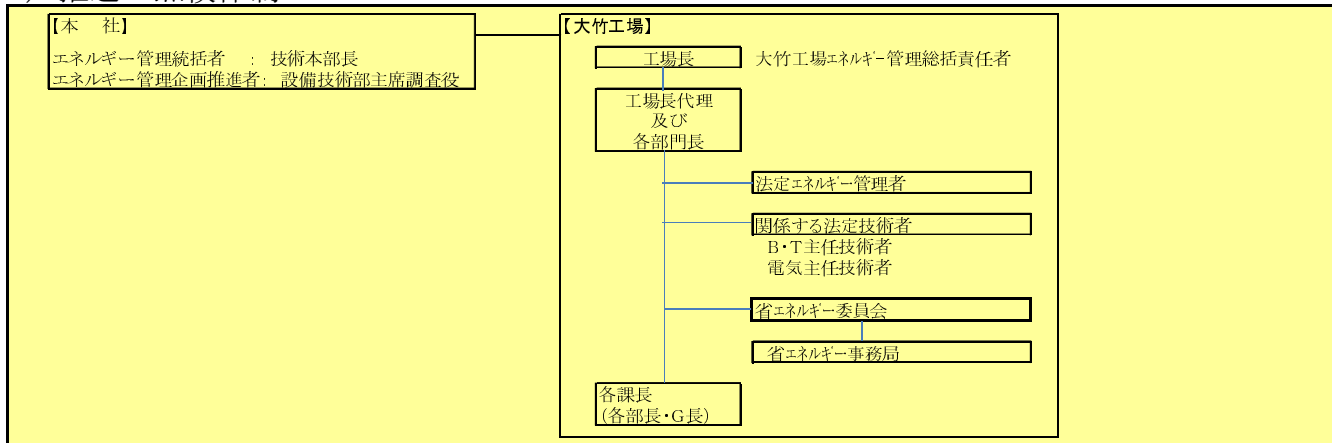 【本　社】
エネルギー管理統括者　：　技術本部長
エネルギー管理企画推進者：設備技術部主席調査役
【大竹工場】
工場長　大竹工場エネルギー管理総括責任者
工場長代理
及び
各部門長
法定エネルギー管理者
関係する法定技術者
B・T主任技術者
電気主任技術者
省エネルギー委員会
省エネルギー事務局
各課長
(各部長・G長)